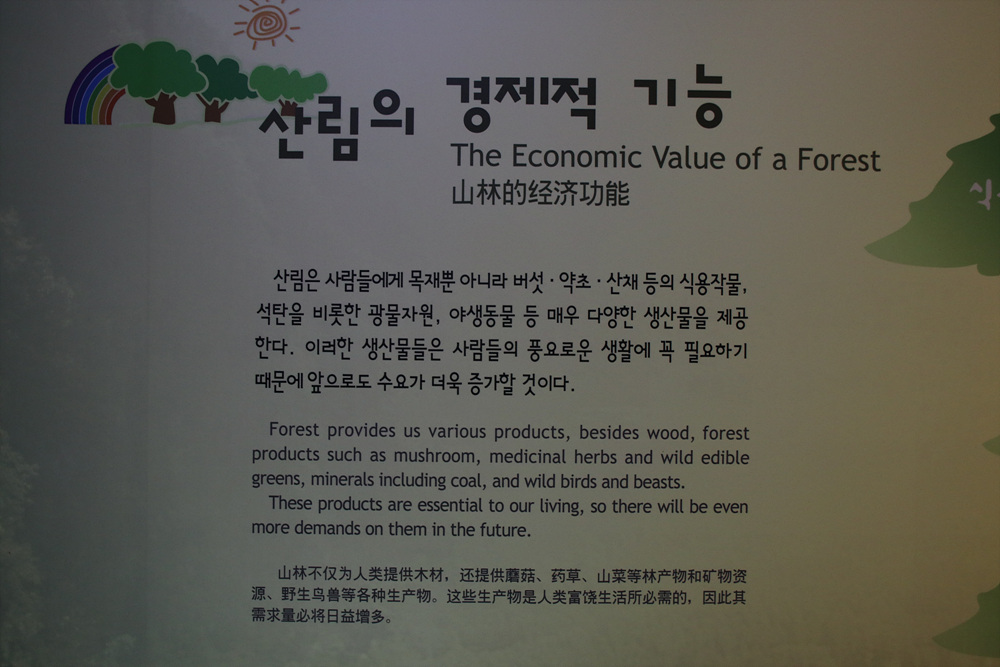 산림의 경제적 기능
The Economic Value of a Forest
山林的经济功能
산림은 사람들에게 목재뿐 아니라 버섯 · 약초 · 산채 등의 식용작물,
석탄을 비롯한 광물자원, 야생동물 등 매우 다양한 생산물을 제공
한다. 이러한 생산물들은 사람들의 풍요로운 생활에 꼭 필요하기
때문에 앞으로도 수요가 더욱 증가할 것이다.
Forest provides us various products, besides wood, forest
products such as mushroom, medicinal herbs and wild edible
greens, minerals including coal, and wild birds and beasts.
These products are essential to our living, so there will be even
more demands on them in the future.
山林不仅为人类提供木材，还提供蘑菇、药草、山菜等林产物和矿物资
源、野生鸟兽等各种生产物。这些生产物是人类富饶生活所必需的，因此其
需求量必将日益增多。